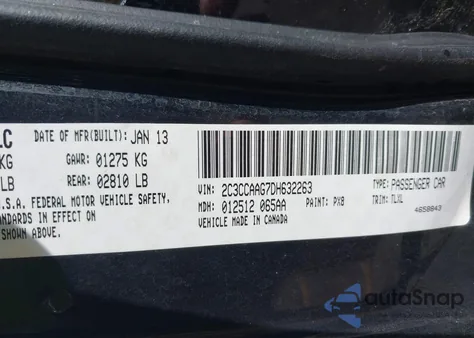 LC DATE OF MFR(BUILT): JAN 13
KG GAWR: 01275 KG
LB REAR: 02810 LB
U.S.A. FEDERAL MOTOR VEHICLE SAFETY,
STANDARDS IN EFFECT ON
SHOWN ABOVE.
VIN: 2C3CCAAG7DH632263
TYPE: PASSENGER CAR
MDH: 012512 065AA
PAINT: PX8
TRIM: TLXL
VEHICLE MADE IN CANADA
4658843
autoSnap